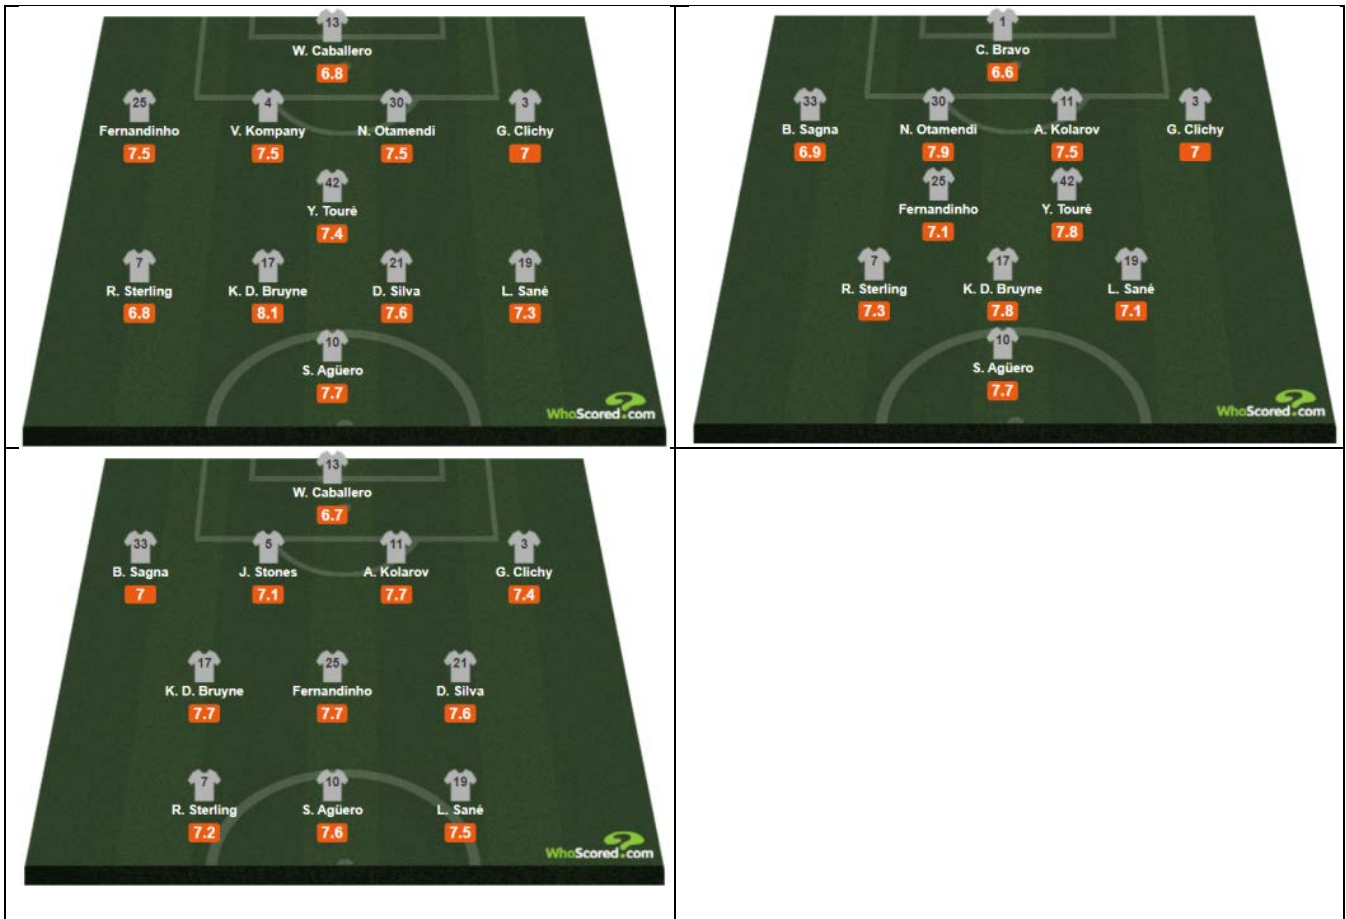 13
W. Caballero
6.8
25 4 30 3
Fernandinho V. Kompany N. Otamendi G. Clichy
7.5 7.5 7.5 7
42
Y. Touré
7.4
7 17 21 19
R. Sterling K. D. Bruyne D. Silva L. Sané
6.8 8.1 7.6 7.3
10
S. Agüero
7.7
WhoScored.com
1
C. Bravo
6.6
33 30 11 3
B. Sagna N. Otamendi A. Kolarov G. Clichy
6.9 7.9 7.5 7
25 42
Fernandinho Y. Touré
7.1 7.8
7 17 19
R. Sterling K. D. Bruyne L. Sané
7.3 7.8 7.1
10
S. Agüero
7.7
WhoScored.com
13
W. Caballero
6.7
33 5 11 3
B. Sagna J. Stones A. Kolarov G. Clichy
7 7.1 7.7 7.4
17 25 21
K. D. Bruyne Fernandinho D. Silva
7.7 7.7 7.6
7 10 19
R. Sterling S. Agüero L. Sané
7.2 7.6 7.5
WhoScored.com